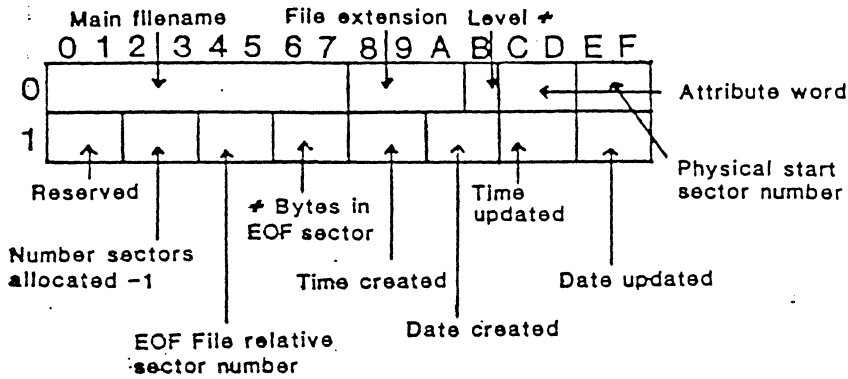 Main filename File extension Level #
0 1 2 3 4 5 6 7 8 9 A B C D E F
0
Attribute word
1
Physical start
sector number
Reserved
# Bytes in
EOF sector
Time
updated
Number sectors
allocated -1
Time created
Date updated
EOF File relative
sector number
Date created